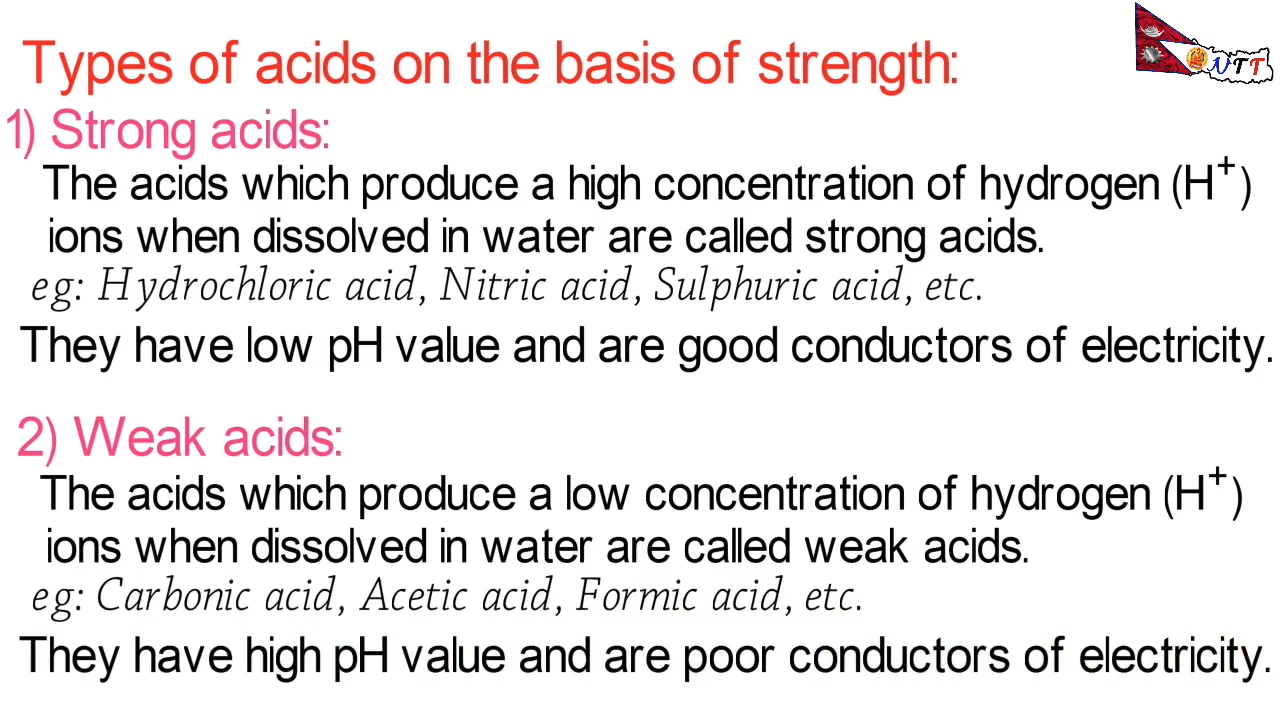 Types of acids on the basis of strength:
NTT
1) Strong acids:
The acids which produce a high concentration of hydrogen (H⁺)
ions when dissolved in water are called strong acids.
eg: Hydrochloric acid, Nitric acid, Sulphuric acid, etc.
They have low pH value and are good conductors of electricity.
2) Weak acids:
The acids which produce a low concentration of hydrogen (H⁺)
ions when dissolved in water are called weak acids.
eg: Carbonic acid, Acetic acid, Formic acid, etc.
They have high pH value and are poor conductors of electricity.